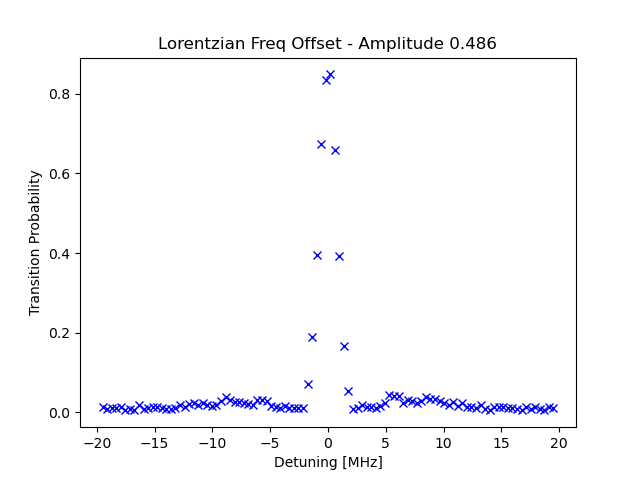 Lorentzian Freq Offset - Amplitude 0.486
Transition Probability
0.8
0.6
0.4
0.2
0.0
−20 −15 −10 −5 0 5 10 15 20
Detuning [MHz]